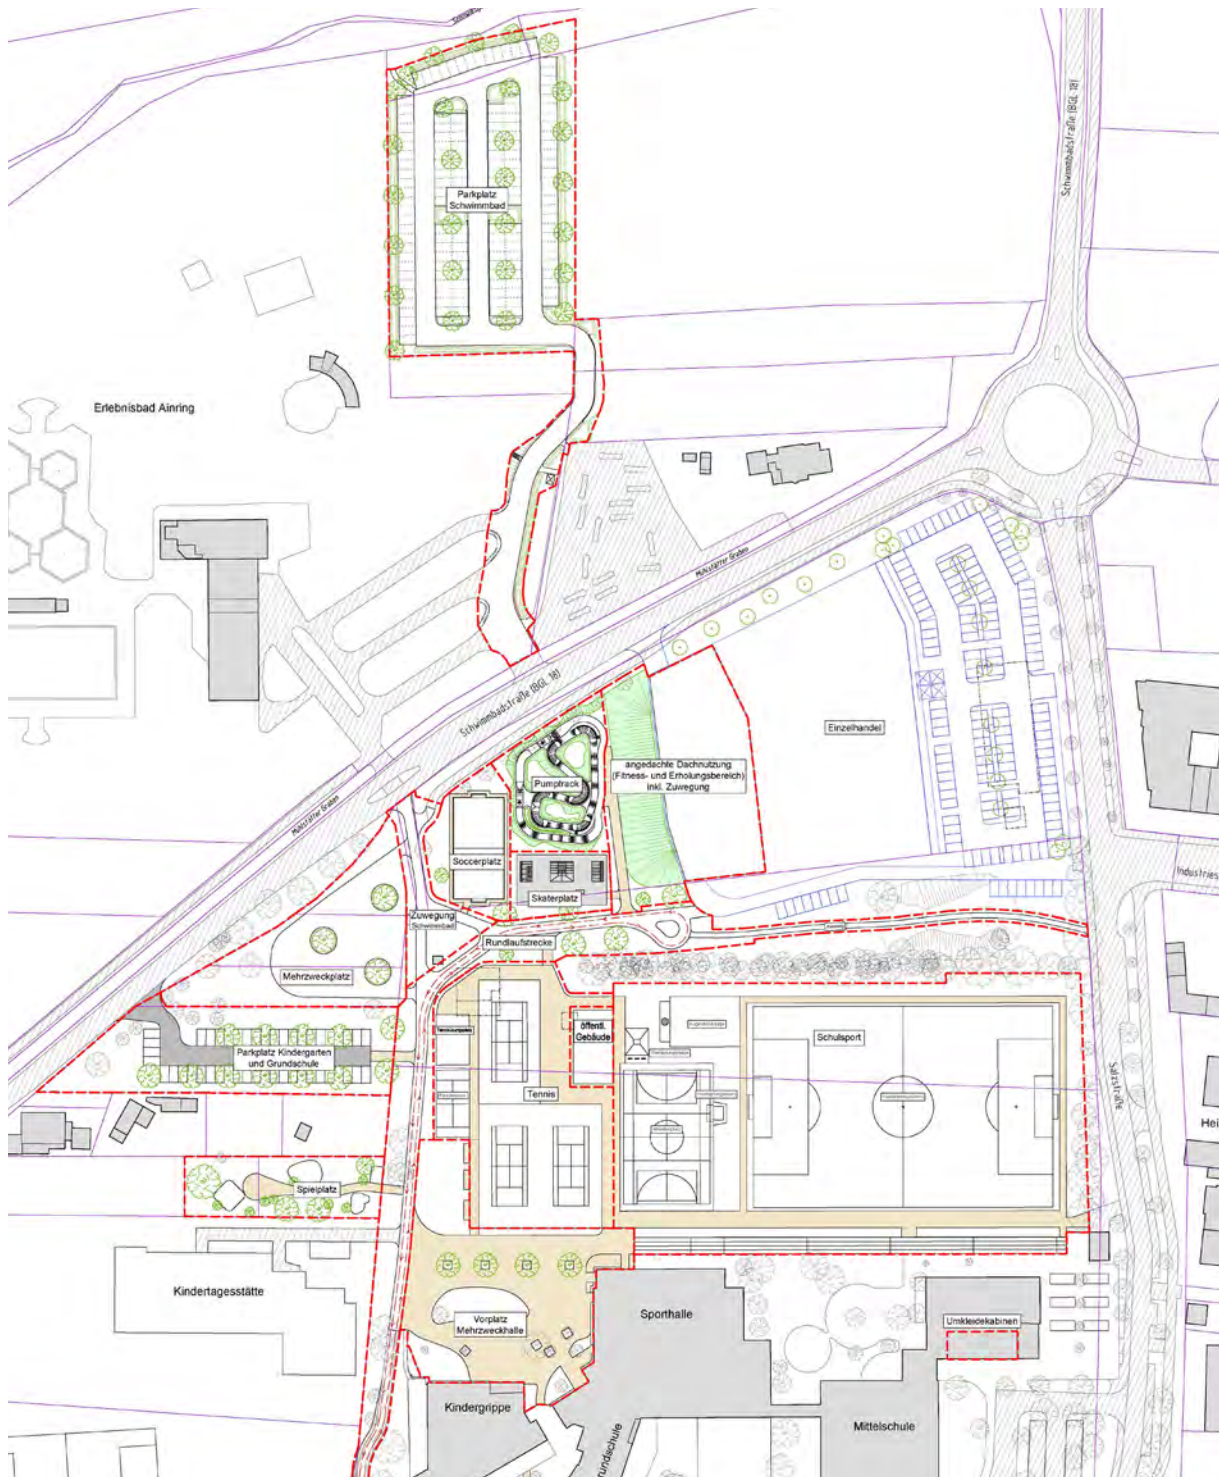 Schwimmbadstraße (BGL 18)
Parkplatz
Schwimmbad
Erlebnisbad Ainring
Mühlstätter Graben
Schwimmbadstraße (BGL 18)
Einzelhandel
angedachte Dachnutzung
(Fitness- und Erholungsbereich)
inkl. Zuwegung
Pumptrack
Mühlstätter Graben
Soccerplatz
Skaterplatz
Industries
Zuwegung
Schwimmbad
Rundlaufstrecke
Mehrzweckplatz
öffentl.
Gebäude
Schulsport
Parkplatz Kindergarten
und Grundschule
Tennis
Salzstraße
Hei
Spielplatz
Kindertagesstätte
Vorplatz
Mehrzweckhalle
Sporthalle
Umkleidekabinen
Kindergrippe
Mittelschule
rundschule